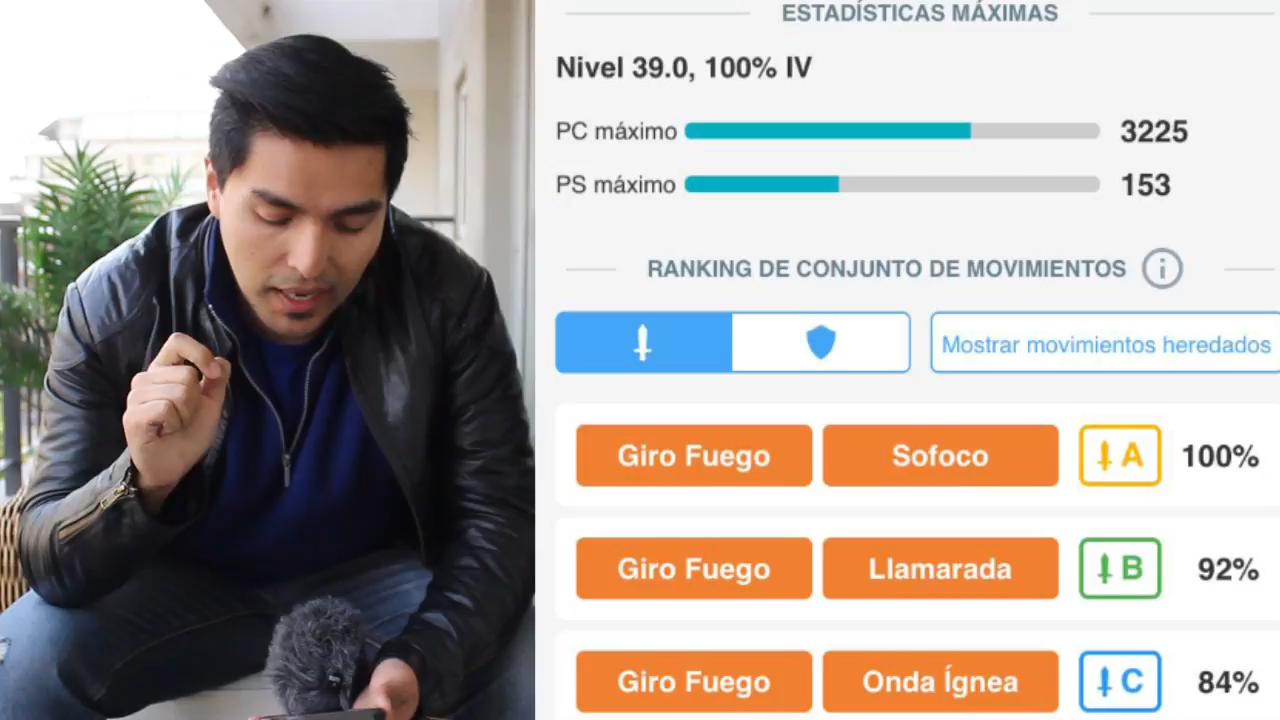 ESTADÍSTICAS MÁXIMAS
Nivel 39.0, 100% IV
PC máximo 3225
PS máximo 153
RANKING DE CONJUNTO DE MOVIMIENTOS i
Mostrar movimientos heredados
Giro Fuego Sofoco A 100%
Giro Fuego Llamarada B 92%
Giro Fuego Onda Ígnea C 84%